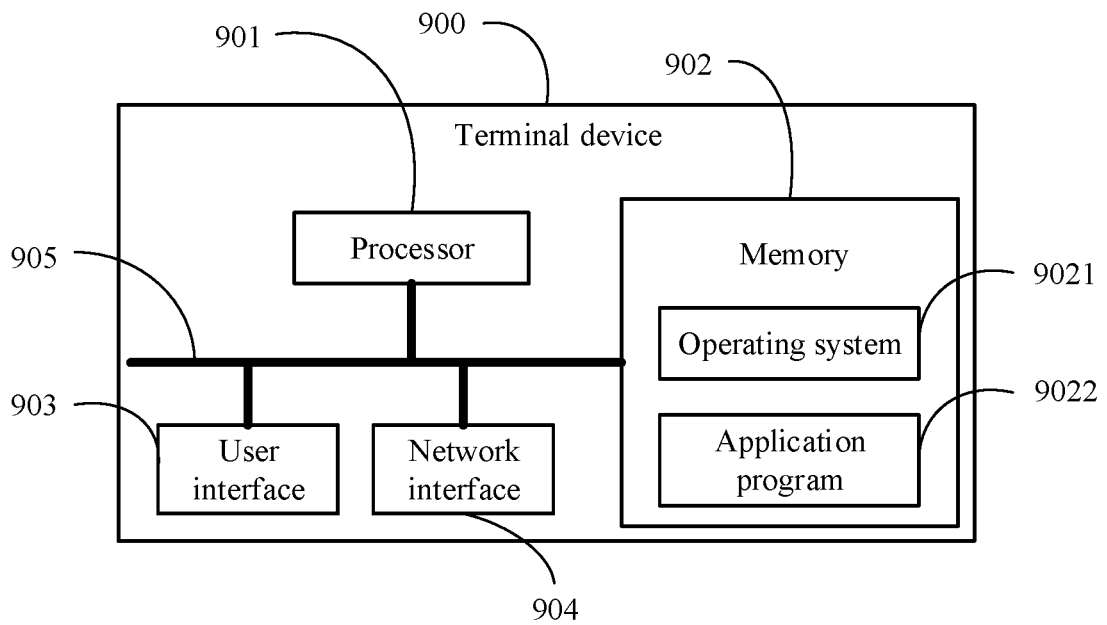 901
900
902
Terminal device
Processor
905
Memory
9021
Operating system
903
9022
User
interface
Network
interface
Application
program
904